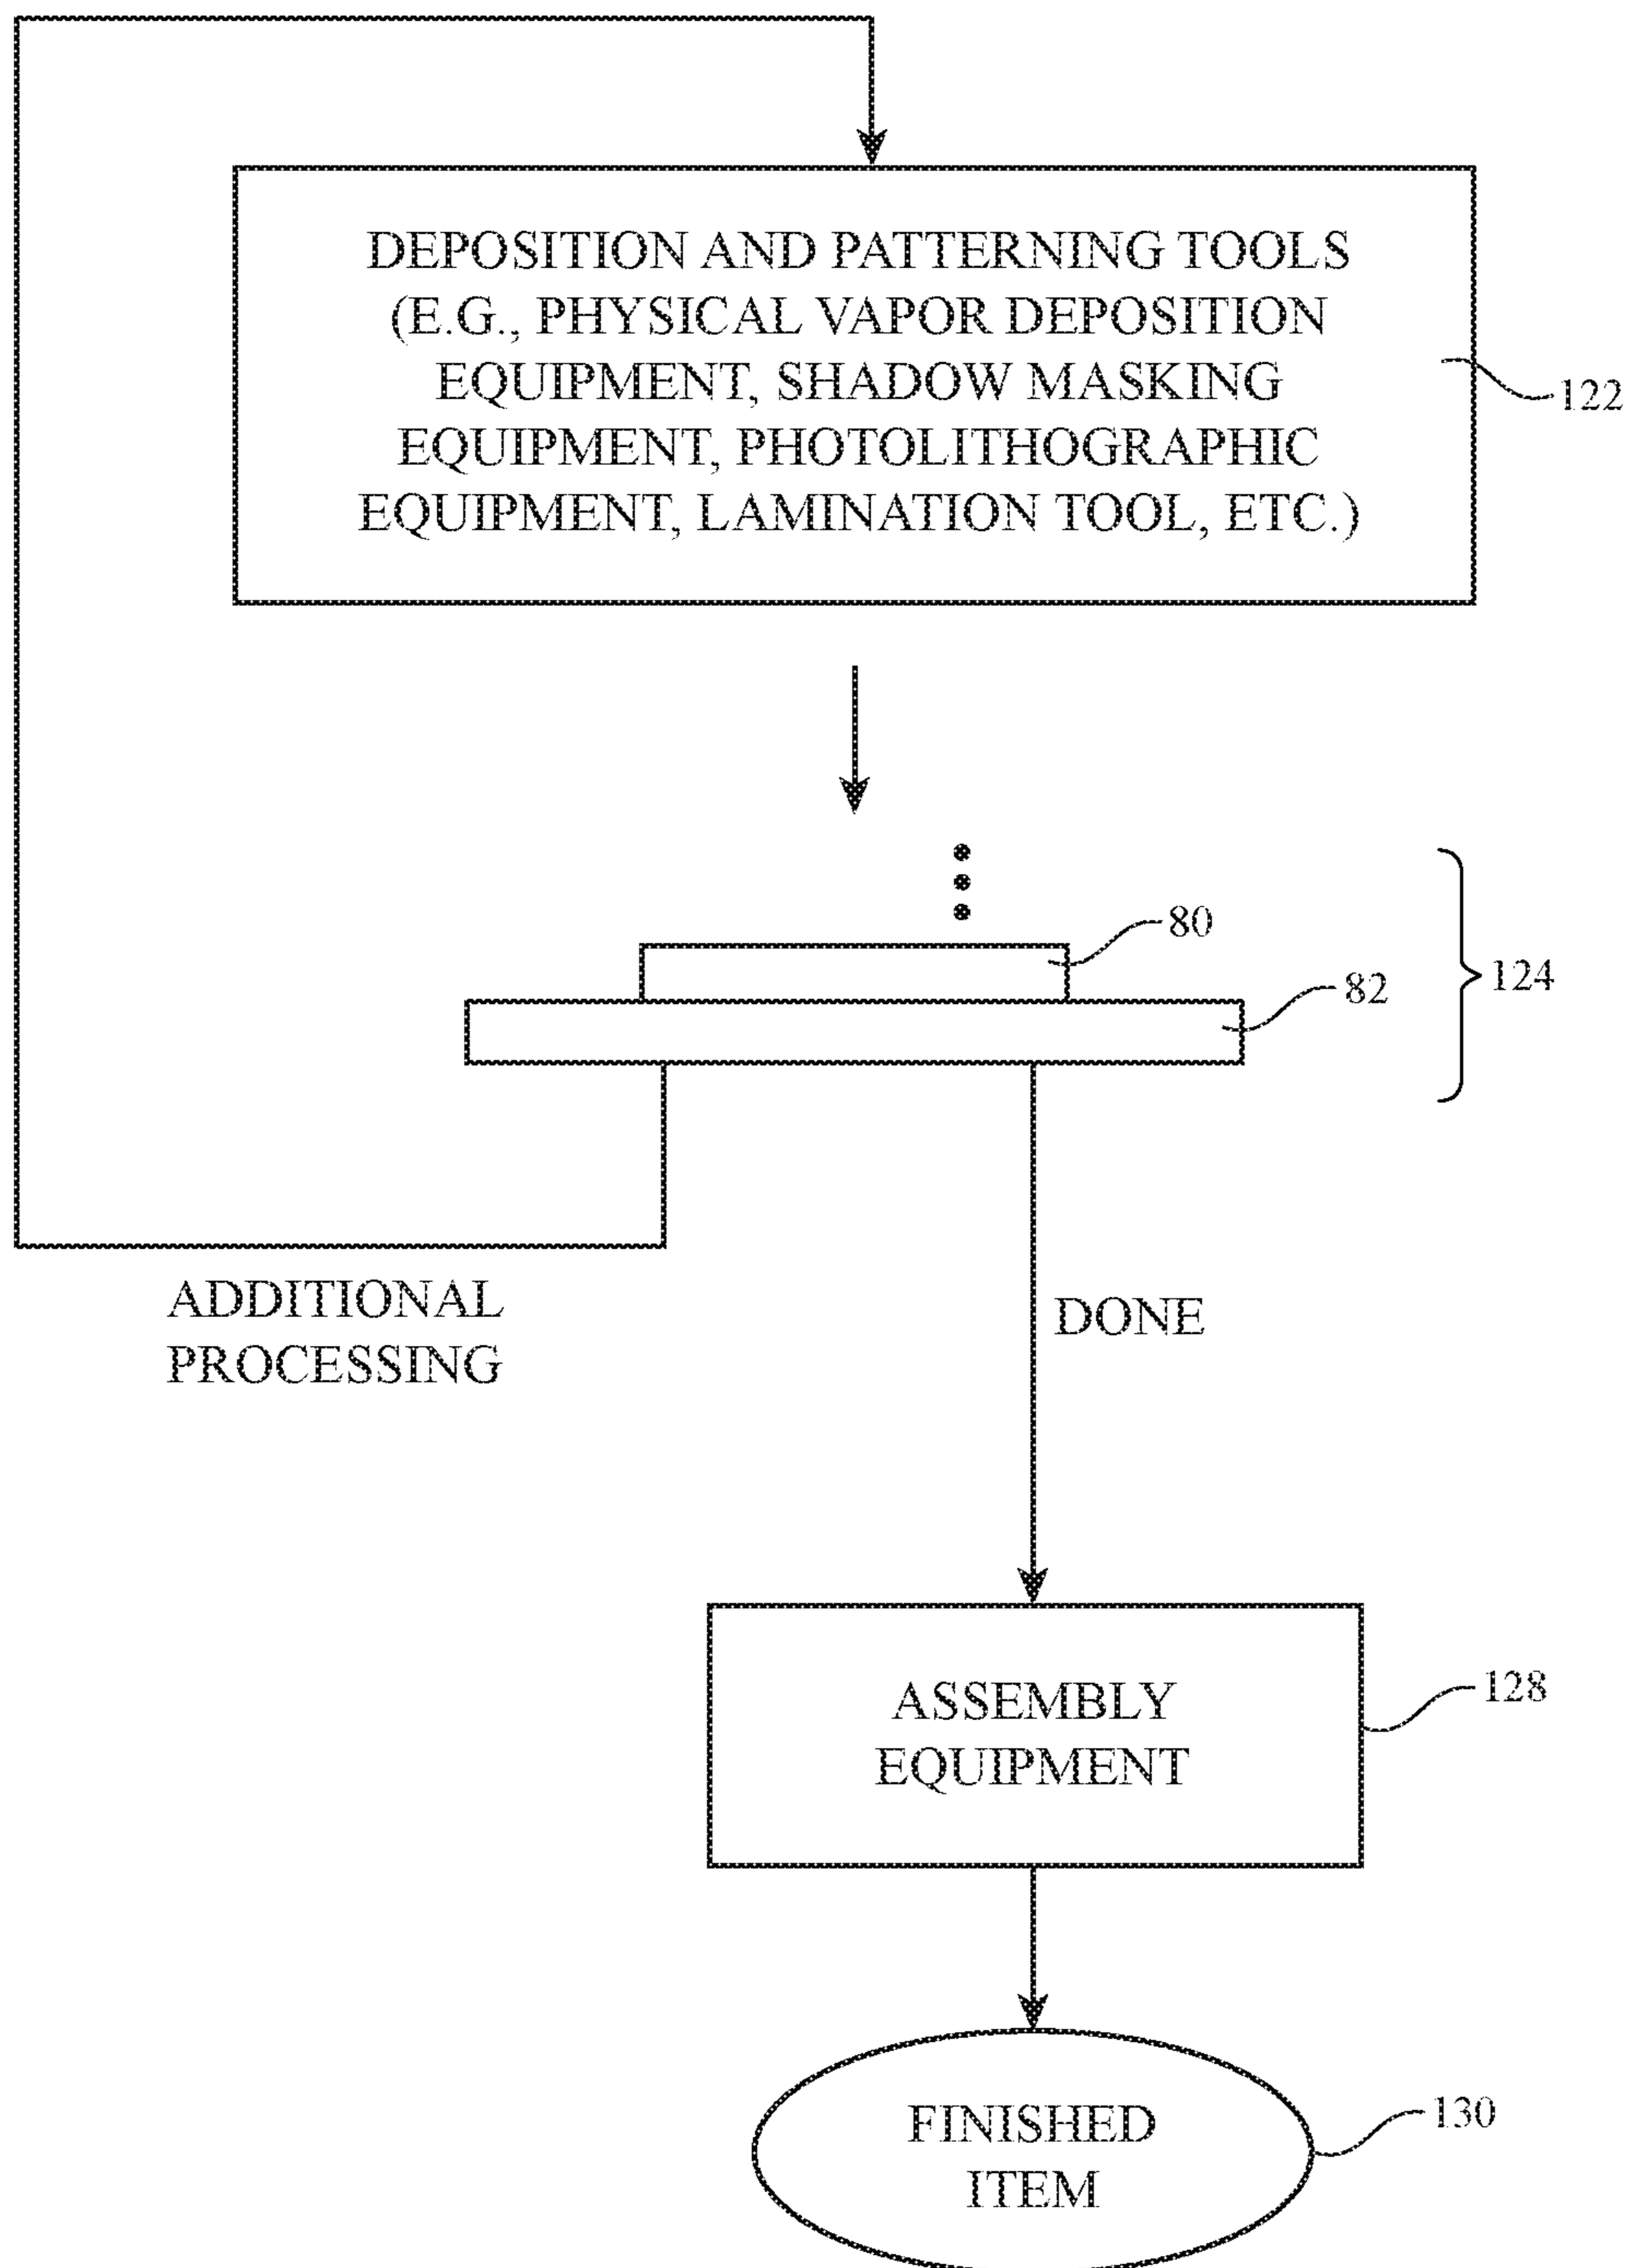 DEPOSITION AND PATTERNING TOOLS
(E.G., PHYSICAL VAPOR DEPOSITION
EQUIPMENT, SHADOW MASKING
EQUIPMENT, PHOTOLITHOGRAPHIC
EQUIPMENT, LAMINATION TOOL, ETC.)
122
80
82
124
ADDITIONAL
PROCESSING
DONE
ASSEMBLY
EQUIPMENT
128
FINISHED
ITEM
130